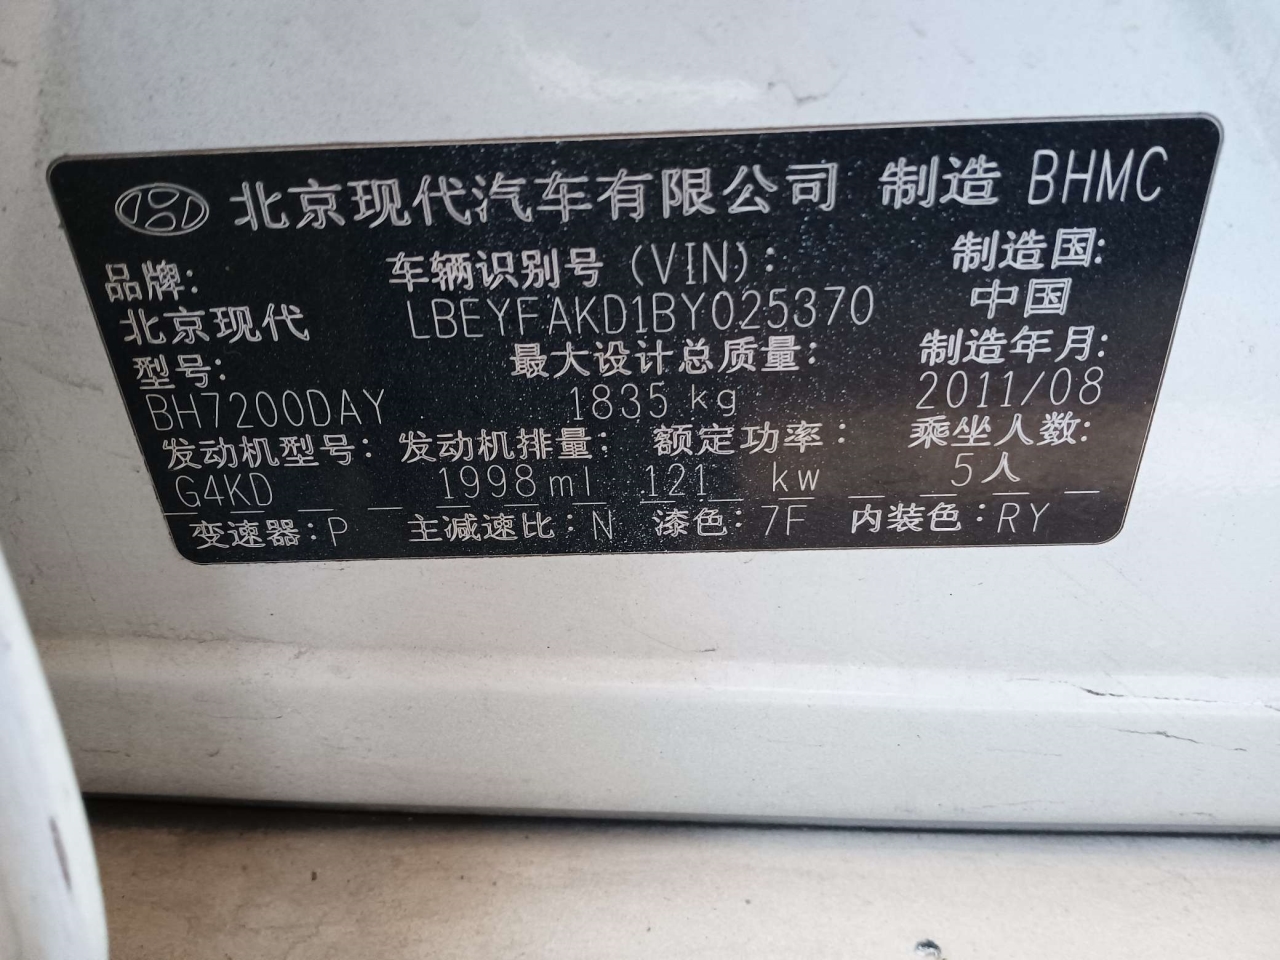 北京现代汽车有限公司 制造 BHMC
品牌: 车辆识别号 (VIN): 制造国:
北京现代 LBEYFAKD1BY025370 中国
型号: 最大设计总质量: 制造年月:
BH7200DAY 1835 kg 2011/08
发动机型号: 发动机排量: 额定功率: 乘坐人数:
G4KD 1998ml 121 kw 5人
变速器: P 主减速比: N 漆色: 7F 内装色: RY